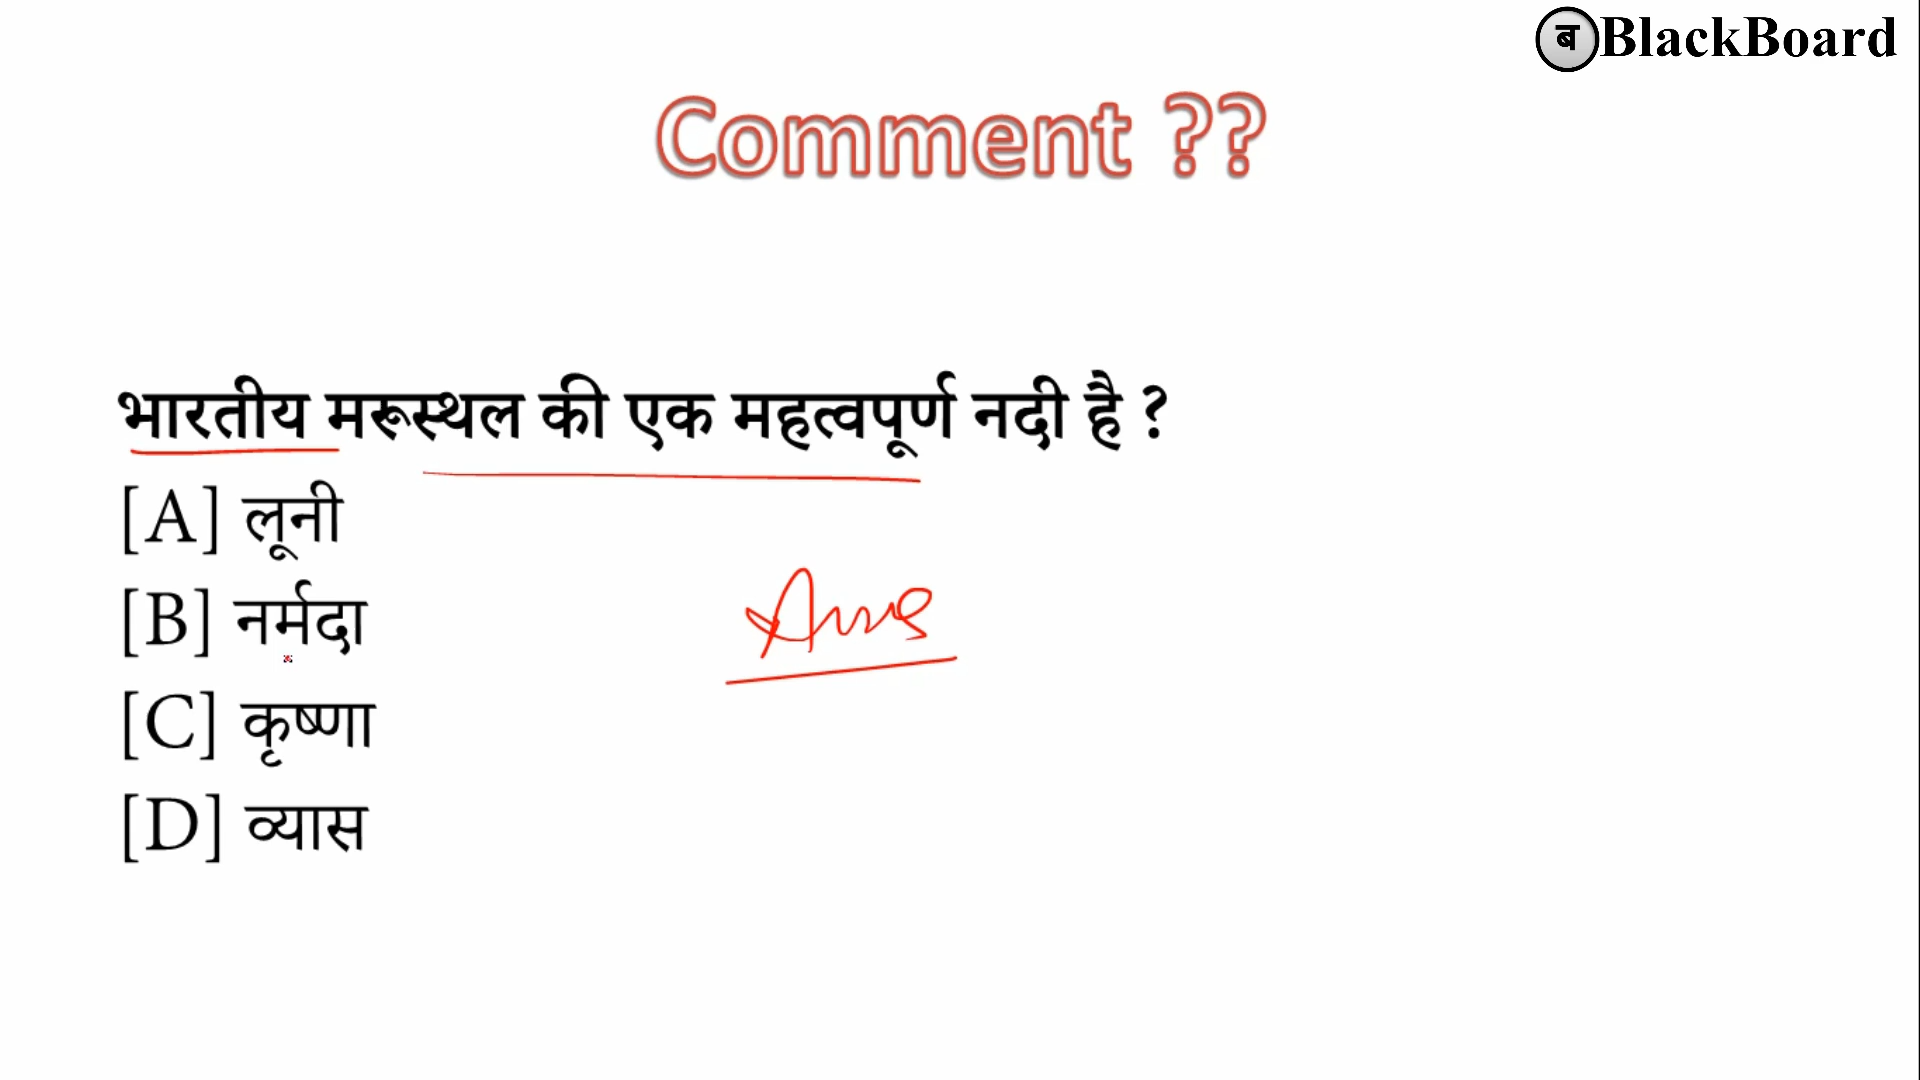 ब BlackBoard
Comment ??
भारतीय मरूस्थल की एक महत्वपूर्ण नदी है ?
[A] लूनी
[B] नर्मदा
Ans
[C] कृष्णा
[D] व्यास